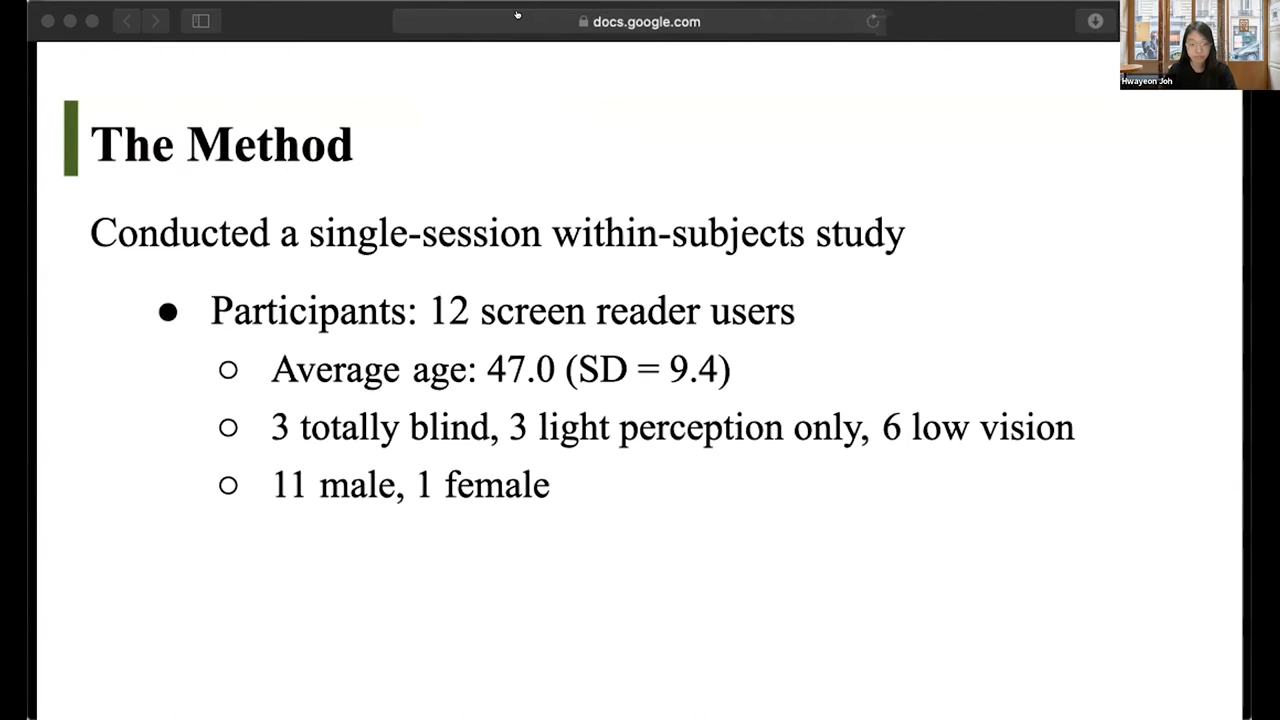 docs.google.com
Hwayeon Joh
The Method
Conducted a single-session within-subjects study
● Participants: 12 screen reader users
○ Average age: 47.0 (SD = 9.4)
○ 3 totally blind, 3 light perception only, 6 low vision
○ 11 male, 1 female